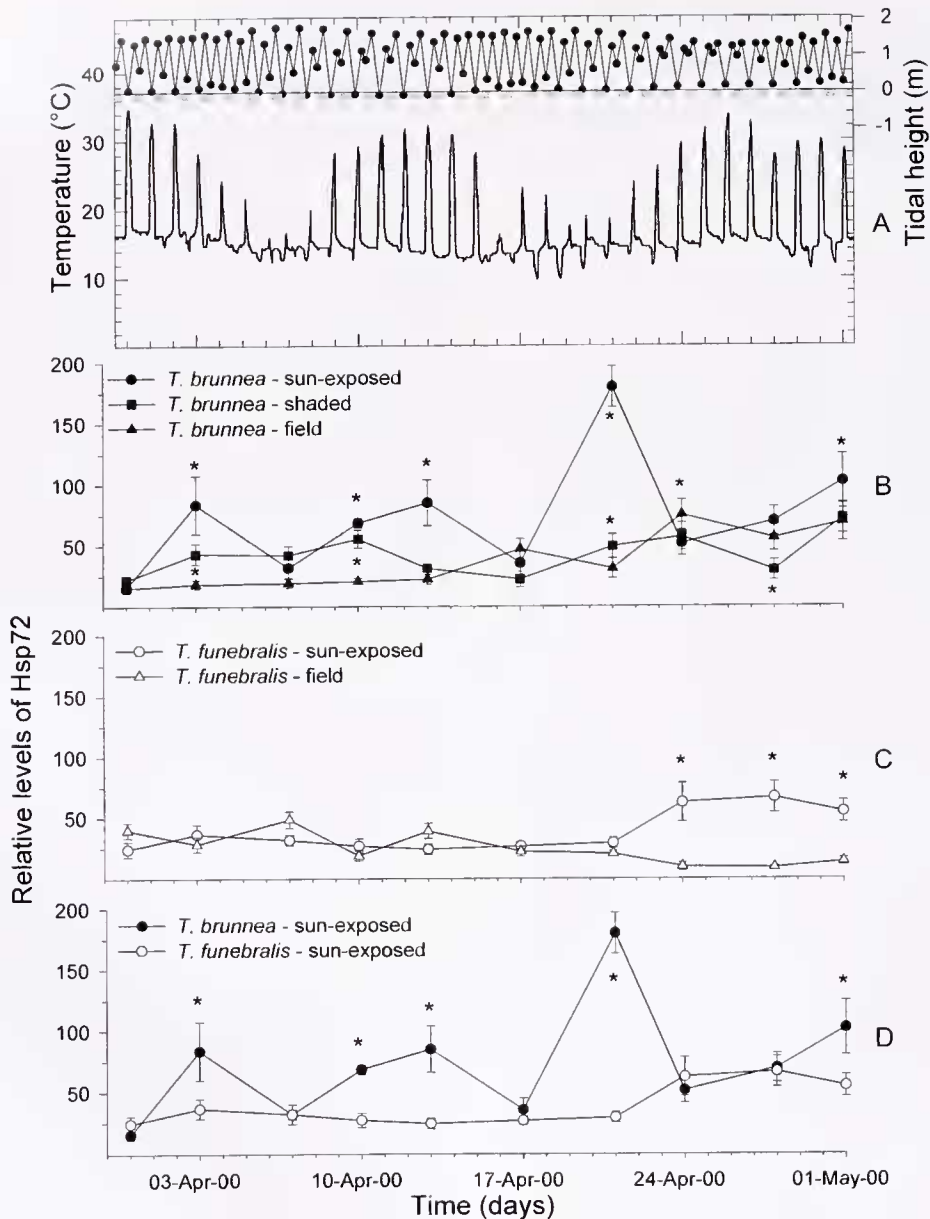 Temperature (°C)
40
30
20
10
2
1
0
-1
Tidal height (m)
A
Relative levels of Hsp72
200
150
100
50
T. brunnea - sun-exposed
T. brunnea - shaded
T. brunnea - field
*
*
*
*
*
*
*
*
*
*
B
200
150
100
50
T. funebralis - sun-exposed
T. funebralis - field
*
*
*
C
200
150
100
50
T. brunnea - sun-exposed
T. funebralis - sun-exposed
*
*
*
*
*
D
03-Apr-00
10-Apr-00
17-Apr-00
24-Apr-00
01-May-00
Time (days)